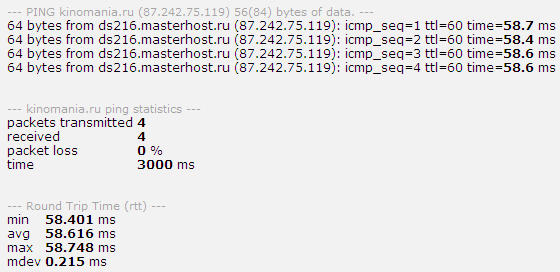 --- PING kinomania.ru (87.242.75.119) 56(84) bytes of data. ---
64 bytes from ds216.masterhost.ru (87.242.75.119): icmp_seq=1 ttl=60 time=58.7 ms
64 bytes from ds216.masterhost.ru (87.242.75.119): icmp_seq=2 ttl=60 time=58.4 ms
64 bytes from ds216.masterhost.ru (87.242.75.119): icmp_seq=3 ttl=60 time=58.6 ms
64 bytes from ds216.masterhost.ru (87.242.75.119): icmp_seq=4 ttl=60 time=58.6 ms
--- kinomania.ru ping statistics ---
packets transmitted 4
received 4
packet loss 0 %
time 3000 ms
--- Round Trip Time (rtt) ---
min 58.401 ms
avg 58.616 ms
max 58.748 ms
mdev 0.215 ms